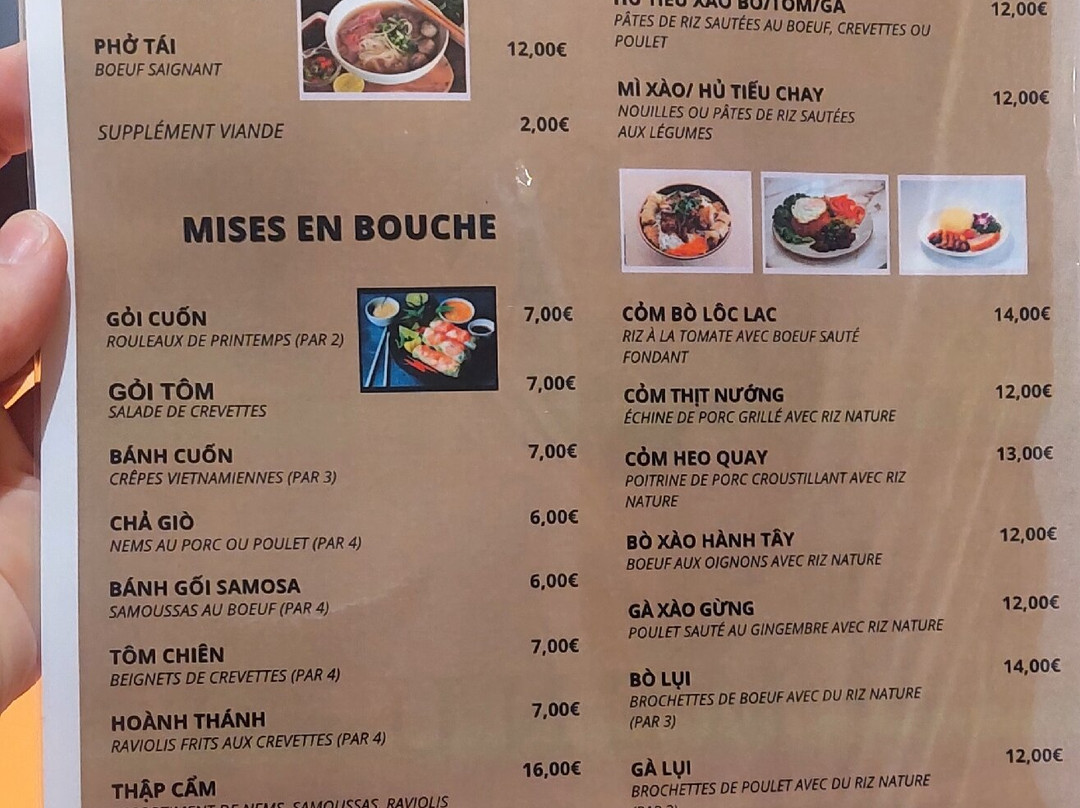 PHỞ TÁI 12,00€
BOEUF SAIGNANT
SUPPLÉMENT VIANDE 2,00€
MISES EN BOUCHE
GỎI CUỐN 7,00€
ROULEAUX DE PRINTEMPS (PAR 2)
GỎI TÔM 7,00€
SALADE DE CREVETTES
BÁNH CUỐN 7,00€
CRÊPES VIETNAMIENNES (PAR 3)
CHẢ GIÒ 6,00€
NEMS AU PORC OU POULET (PAR 4)
BÁNH GỐI SAMOSA 6,00€
SAMOUSSAS AU BOEUF (PAR 4)
TÔM CHIÊN 7,00€
BEIGNETS DE CREVETTES (PAR 4)
HOÀNH THÁNH 7,00€
RAVIOLIS FRITS AUX CREVETTES (PAR 4)
THẬP CẨM 16,00€
DE NEMS, SAMOUSSAS, RAVIOLIS
HỦ TIẾU XÀO BÒ/TÔM/GÀ 12,00€
PÂTES DE RIZ SAUTÉES AU BOEUF, CREVETTES OU
POULET
MÌ XÀO/ HỦ TIẾU CHAY 12,00€
NOUILLES OU PÂTES DE RIZ SAUTÉES
AUX LÉGUMES
CỎM BÒ LÔC LAC 14,00€
RIZ À LA TOMATE AVEC BOEUF SAUTÉ
FONDANT
CỎM THỊT NƯỚNG 12,00€
ÉCHINE DE PORC GRILLÉ AVEC RIZ NATURE
CỎM HEO QUAY 13,00€
POITRINE DE PORC CROUSTILLANT AVEC RIZ
NATURE
BÒ XÀO HÀNH TÂY 12,00€
BOEUF AUX OIGNONS AVEC RIZ NATURE
GÀ XÀO GỪNG 12,00€
POULET SAUTÉ AU GINGEMBRE AVEC RIZ NATURE
BÒ LỤI 14,00€
BROCHETTES DE BOEUF AVEC DU RIZ NATURE
(PAR 3)
GÀ LỤI 12,00€
BROCHETTES DE POULET AVEC DU RIZ NATURE